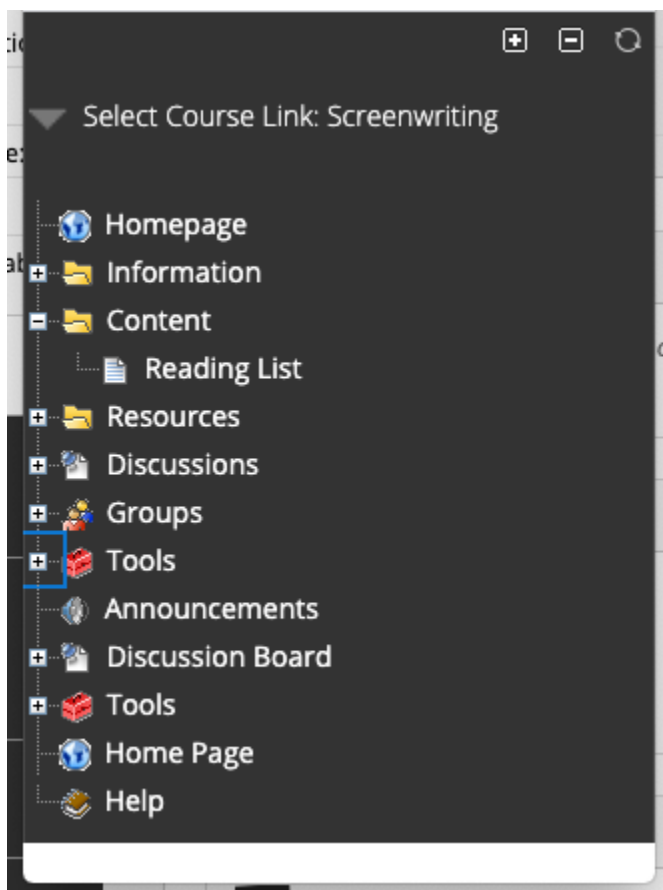 Select Course Link: Screenwriting
Homepage
Information
Content
Reading List
Resources
Discussions
Groups
Tools
Announcements
Discussion Board
Tools
Home Page
Help